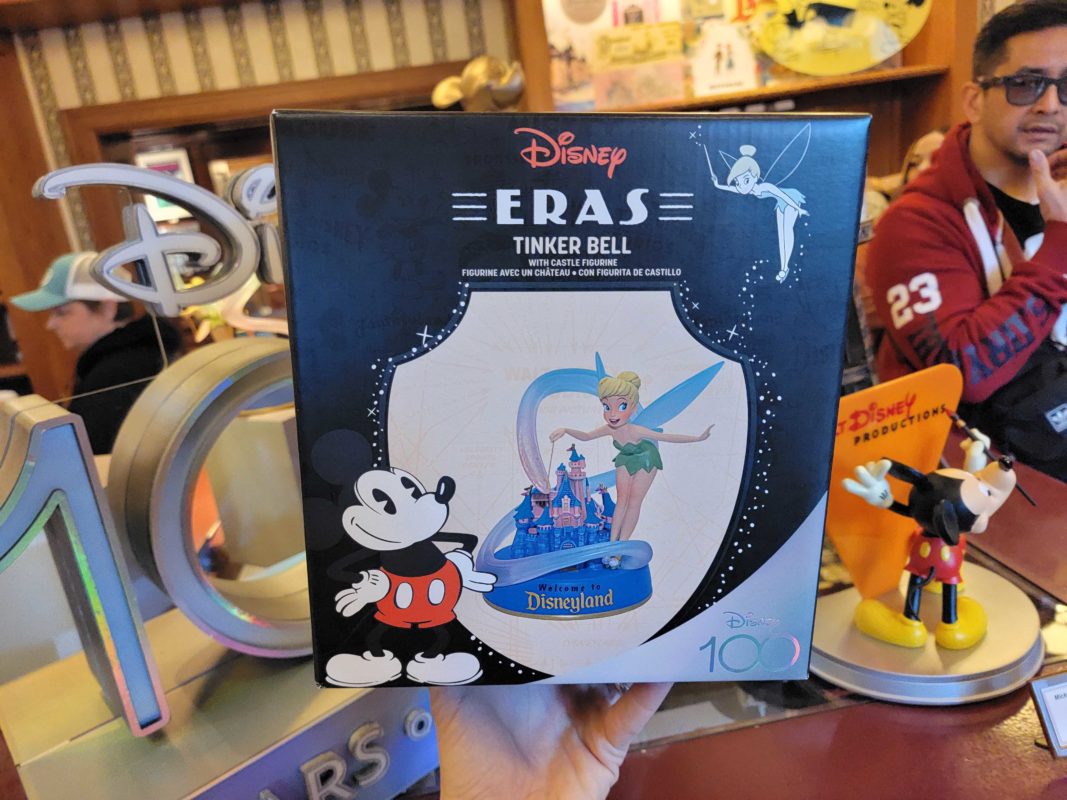 Disney
ERAS
TINKER BELL
WITH CASTLE FIGURINE
FIGURINE AVEC UN CHÂTEAU • CON FIGURITA DE CASTILLO
Welcome to
Disneyland
Disney
100
23
DISNEY
PRODUCTIONS